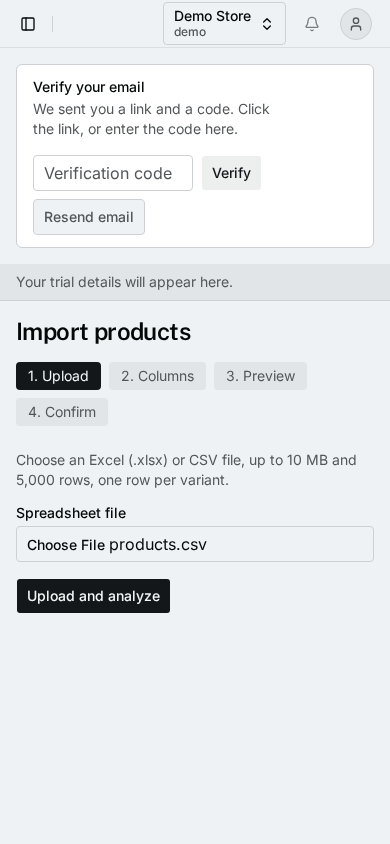 Demo Store
demo
Verify your email
We sent you a link and a code. Click
the link, or enter the code here.
Verification code
Verify
Resend email
Your trial details will appear here.
Import products
1. Upload
2. Columns
3. Preview
4. Confirm
Choose an Excel (.xlsx) or CSV file, up to 10 MB and
5,000 rows, one row per variant.
Spreadsheet file
Choose File products.csv
Upload and analyze